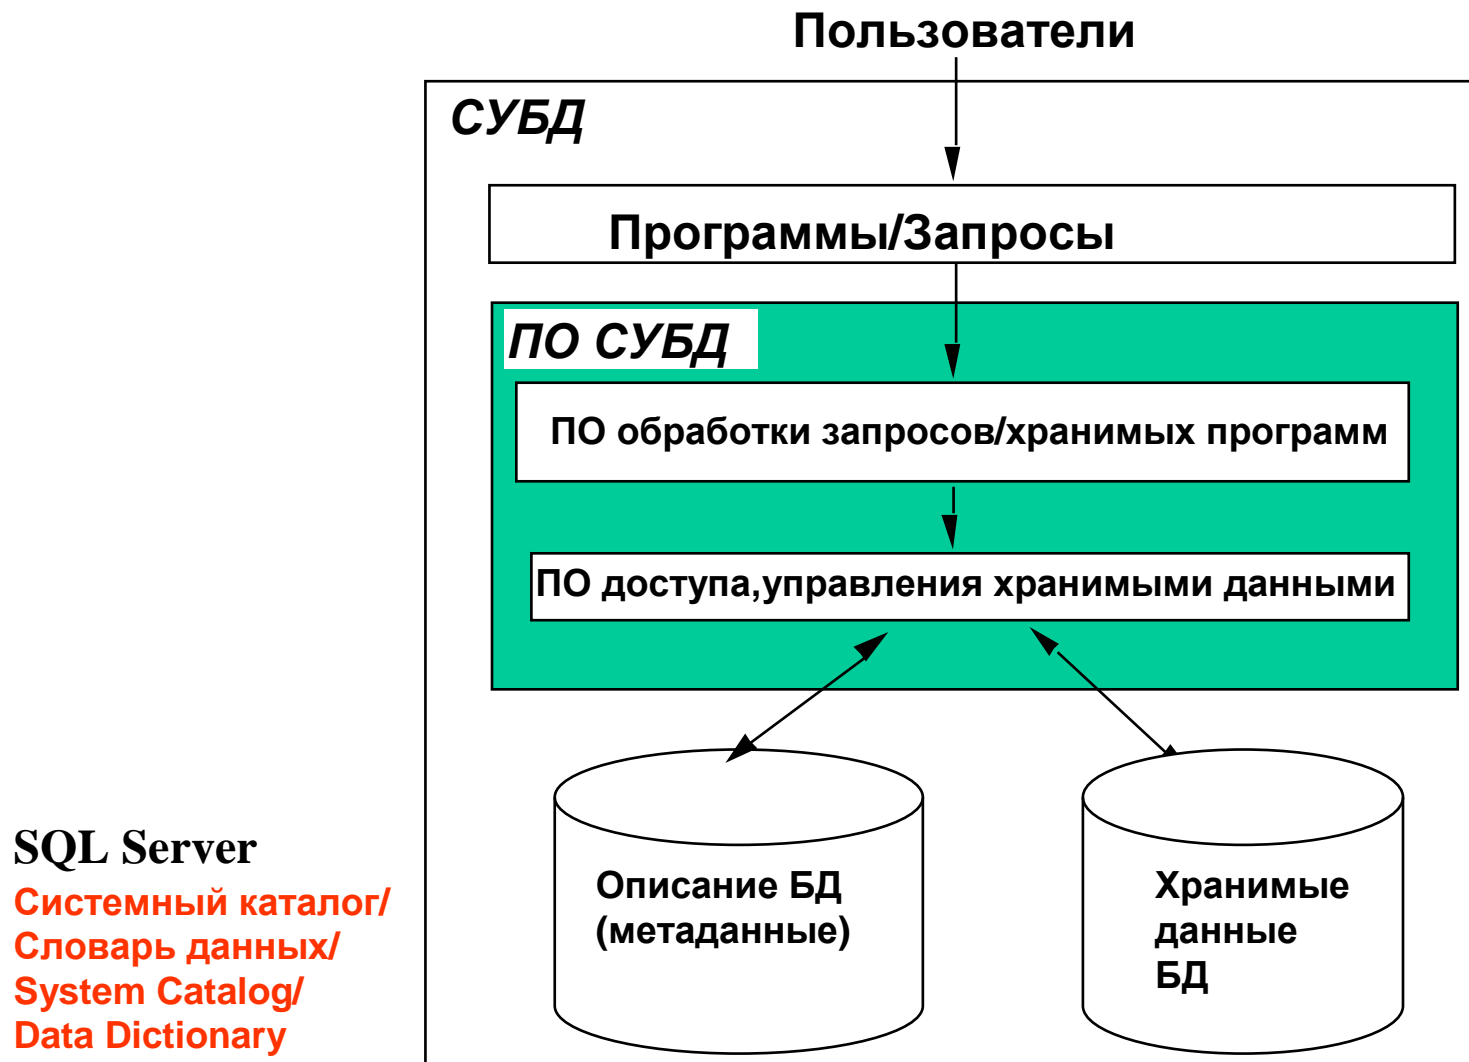 Пользователи
СУБД
Программы/Запросы
ПО СУБД
ПО обработки запросов/хранимых программ
ПО доступа,управления хранимыми данными
SQL Server
Системный каталог/
Словарь данных/
System Catalog/
Data Dictionary
Описание БД
(метаданные)
Хранимые
данные
БД